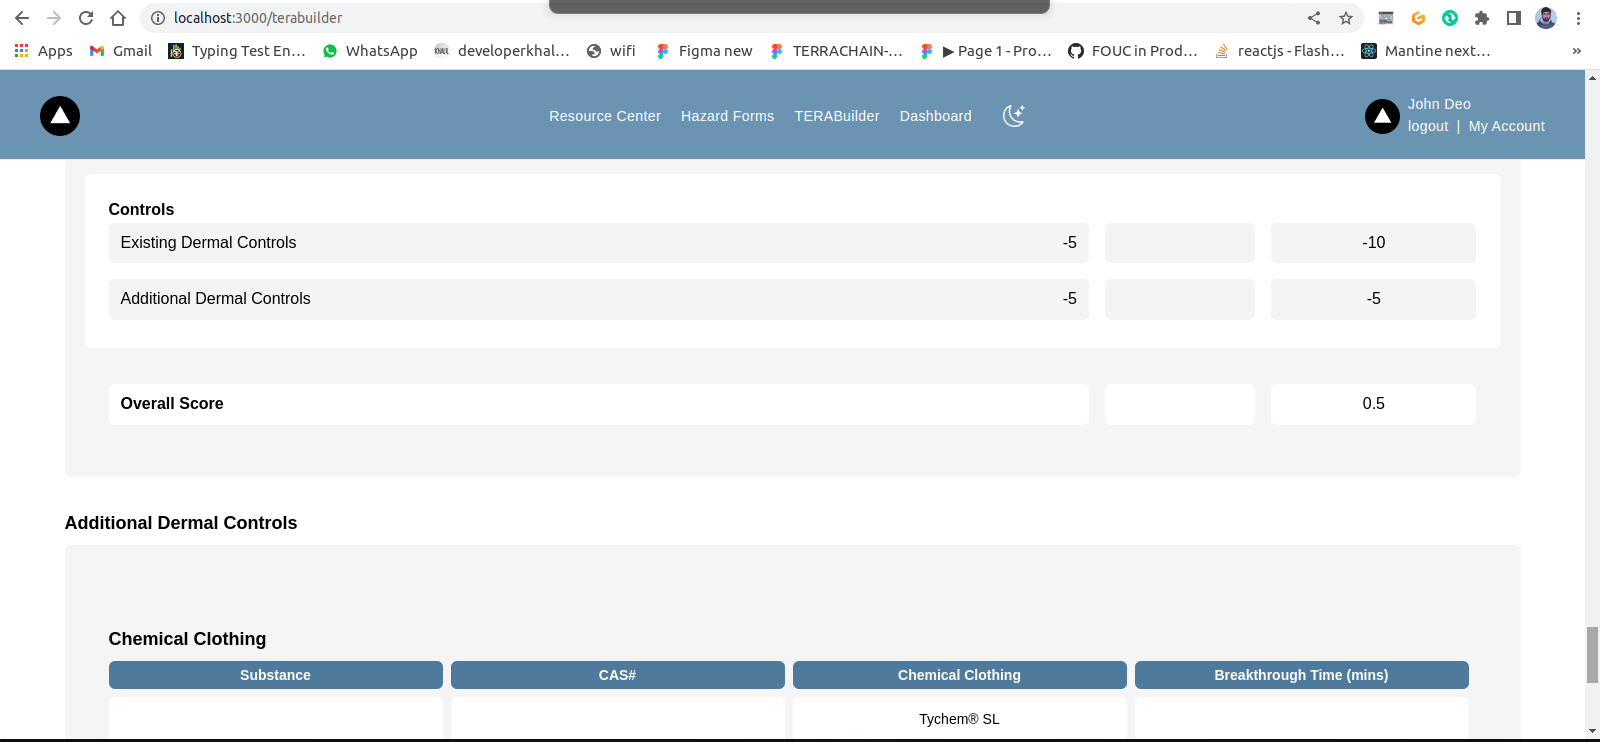 localhost:3000/terabuilder
Apps Gmail Typing Test En… WhatsApp developerkhal… wifi Figma new TERRACHAIN-… ▶ Page 1 - Pro… FOUC in Prod… reactjs - Flash… Mantine next… »
Resource Center Hazard Forms TERABuilder Dashboard
John Deo
logout | My Account
Controls
Existing Dermal Controls -5 -10
Additional Dermal Controls -5 -5
Overall Score 0.5
Additional Dermal Controls
Chemical Clothing
Substance CAS# Chemical Clothing Breakthrough Time (mins)
Tychem® SL